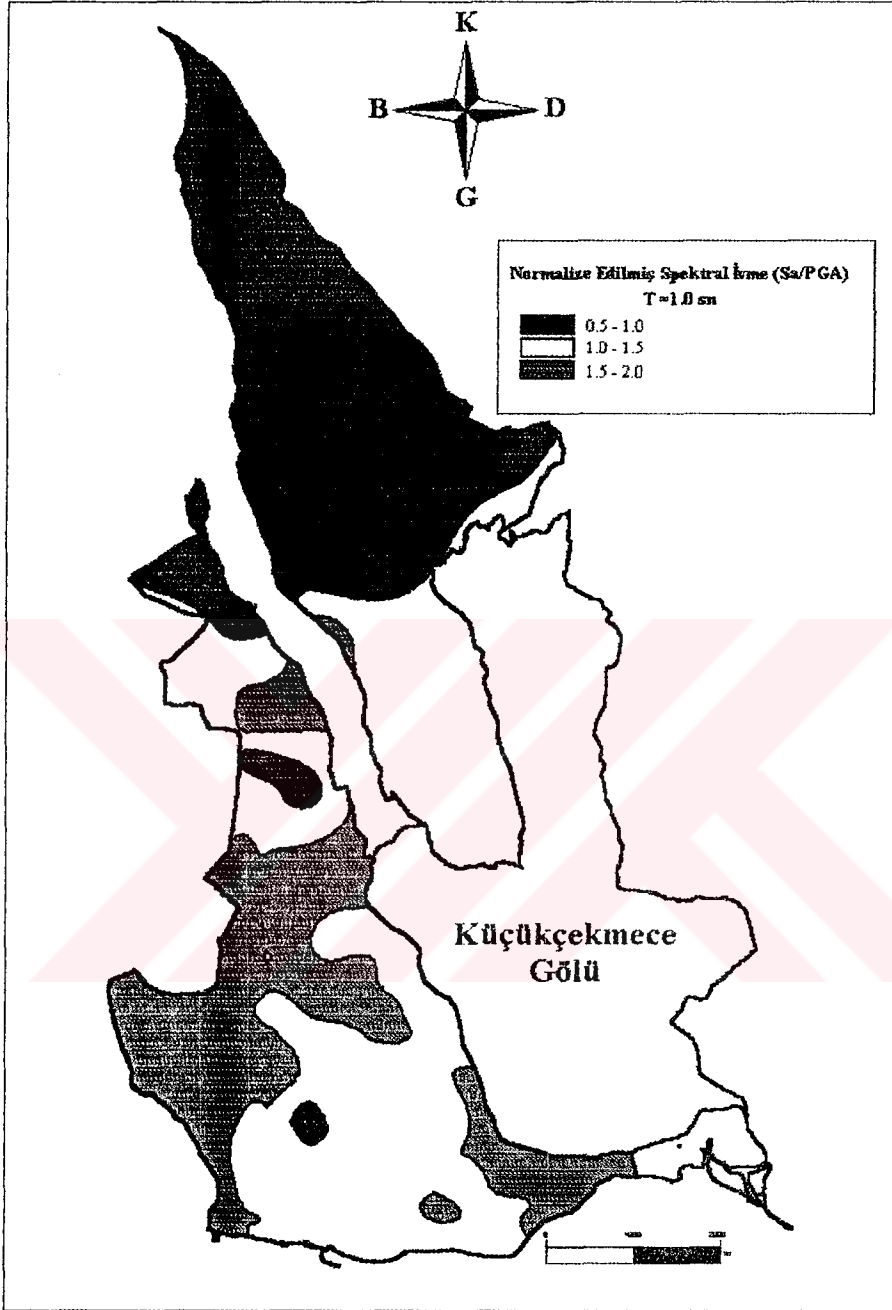 K
B D
G
Normalize Edilmiş Spektral İvme (Sa/PGA)
T=1.0 sn
0.5 - 1.0
1.0 - 1.5
1.5 - 2.0
Küçükçekmece
Gölü
0